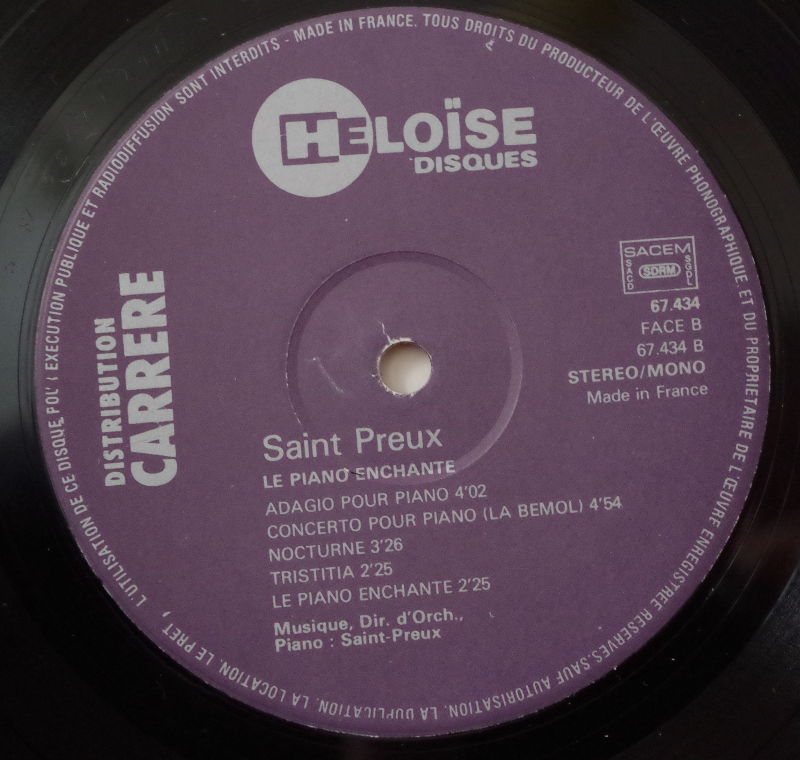 HELOÏSE
DISQUES
DISTRIBUTION
CARRERE
SACEM
SACD
SDRM
SGDL
67.434
FACE B
67.434 B
STEREO/MONO
Made in France
Saint Preux
LE PIANO ENCHANTE
ADAGIO POUR PIANO 4'02
CONCERTO POUR PIANO (LA BEMOL) 4'54
NOCTURNE 3'26
TRISTITIA 2'25
LE PIANO ENCHANTE 2'25
Musique, Dir. d'Orch.,
Piano : Saint-Preux
MADE IN FRANCE. TOUS DROITS DU PRODUCTEUR DE L'ŒUVRE PHONOGRAPHIQUE ET DU PROPRIETAIRE DE L'ŒUVRE ENREGISTREE RESERVES. SAUF AUTORISATION. LA DUPLICATION. LA LOCATION. LE PRET, L'UTILISATION DE CE DISQUE EXECUTION PUBLIQUE ET RADIODIFFUSION SONT INTERDITS -